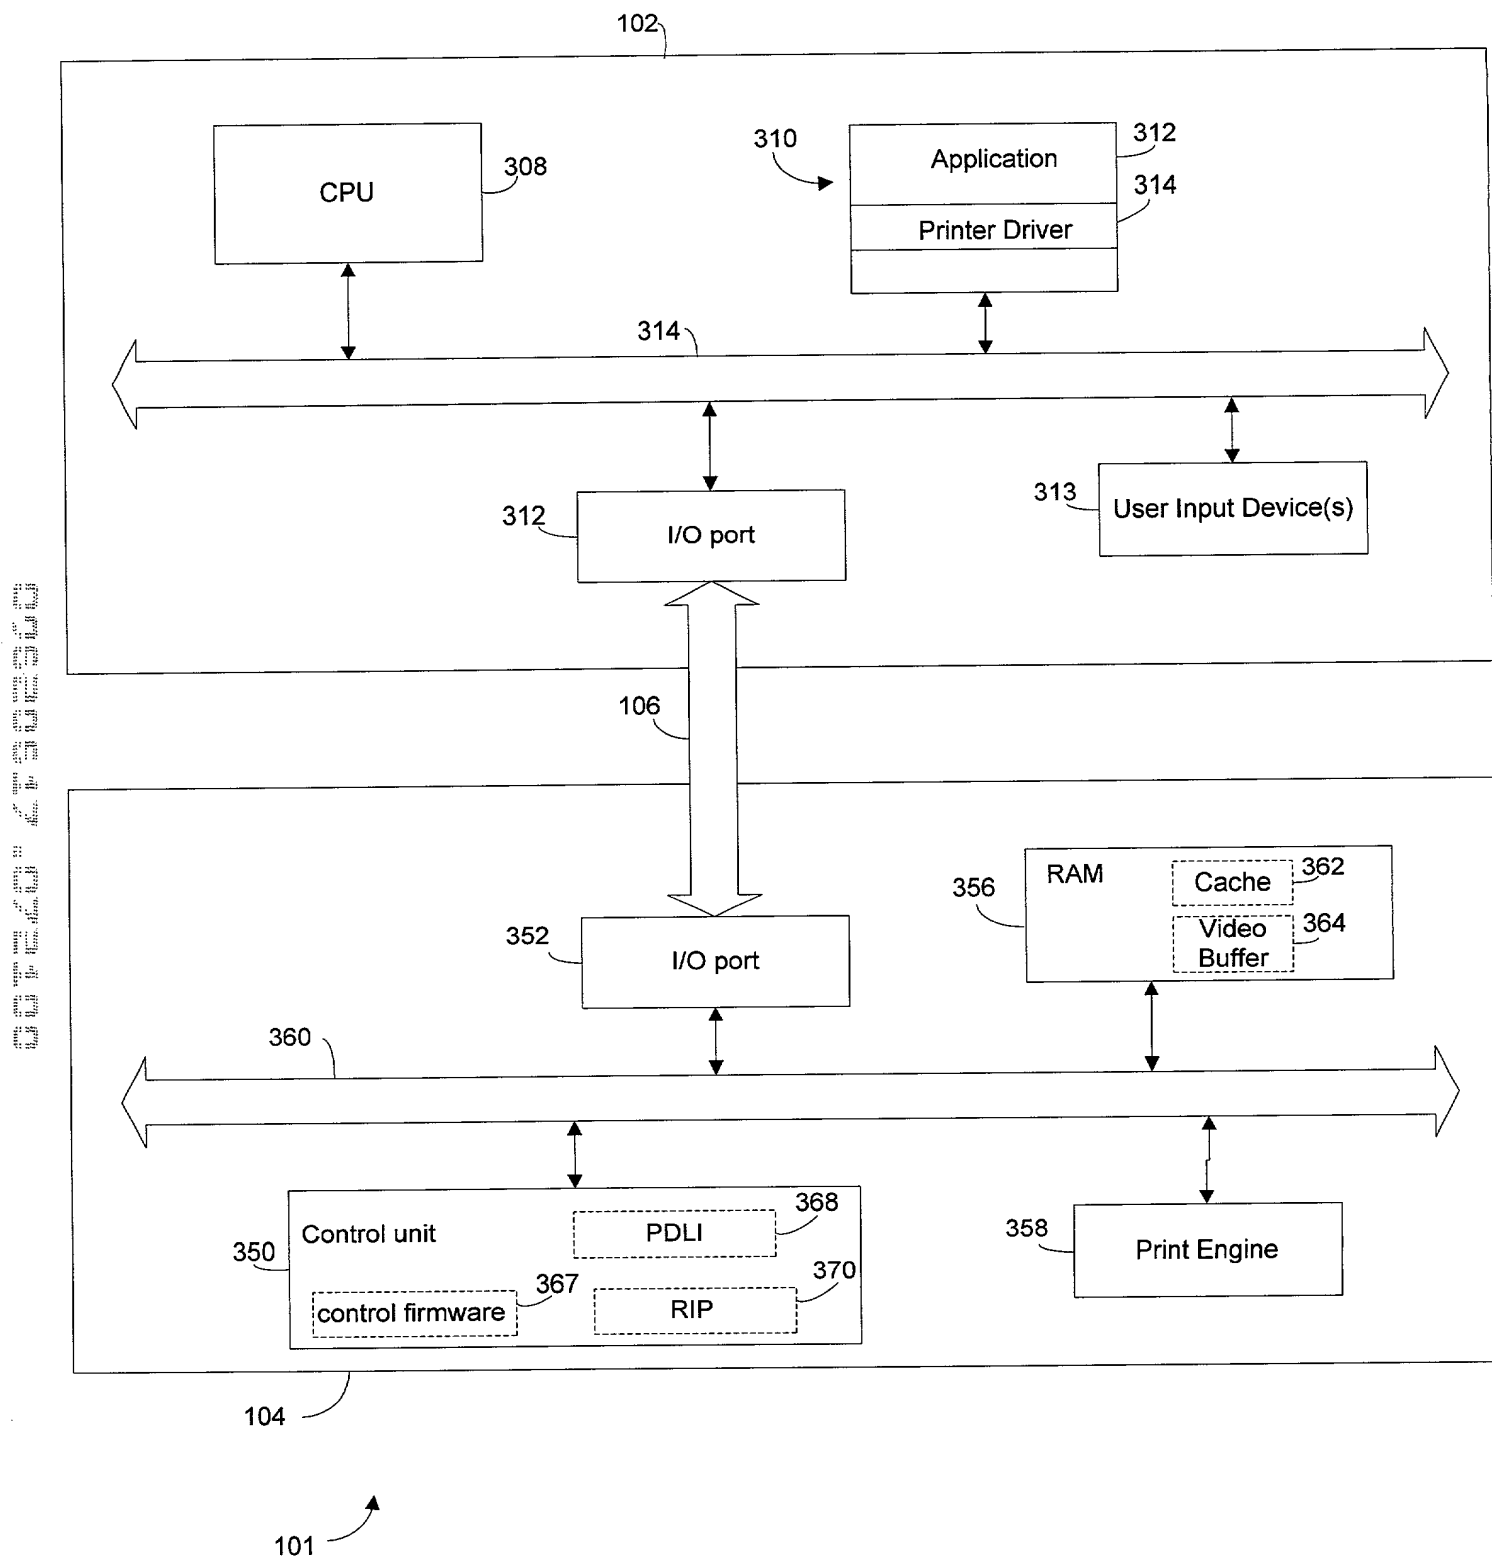 102
CPU
308
310
Application
312
Printer Driver
314
314
312
I/O port
313
User Input Device(s)
106
352
I/O port
356
RAM
Cache
362
Video
Buffer
364
360
350
Control unit
PDLI
368
control firmware
367
RIP
370
358
Print Engine
104
101